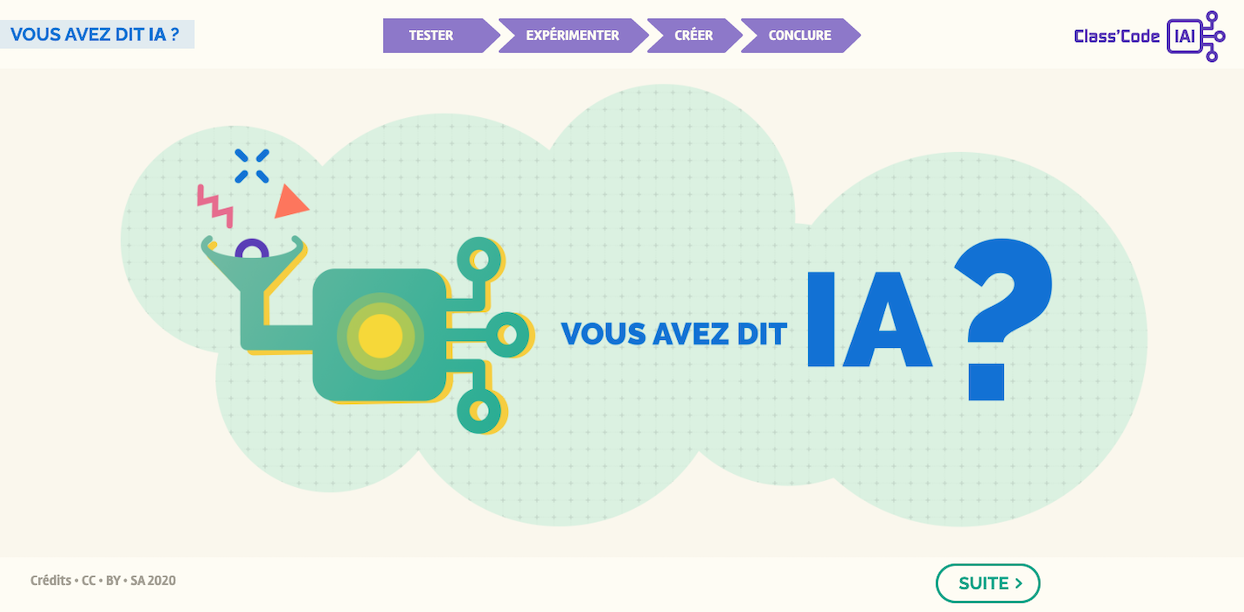 VOUS AVEZ DIT IA ?
TESTER
EXPÉRIMENTER
CRÉER
CONCLURE
Class'Code IAI
VOUS AVEZ DIT IA ?
Crédits • CC • BY • SA 2020
SUITE >